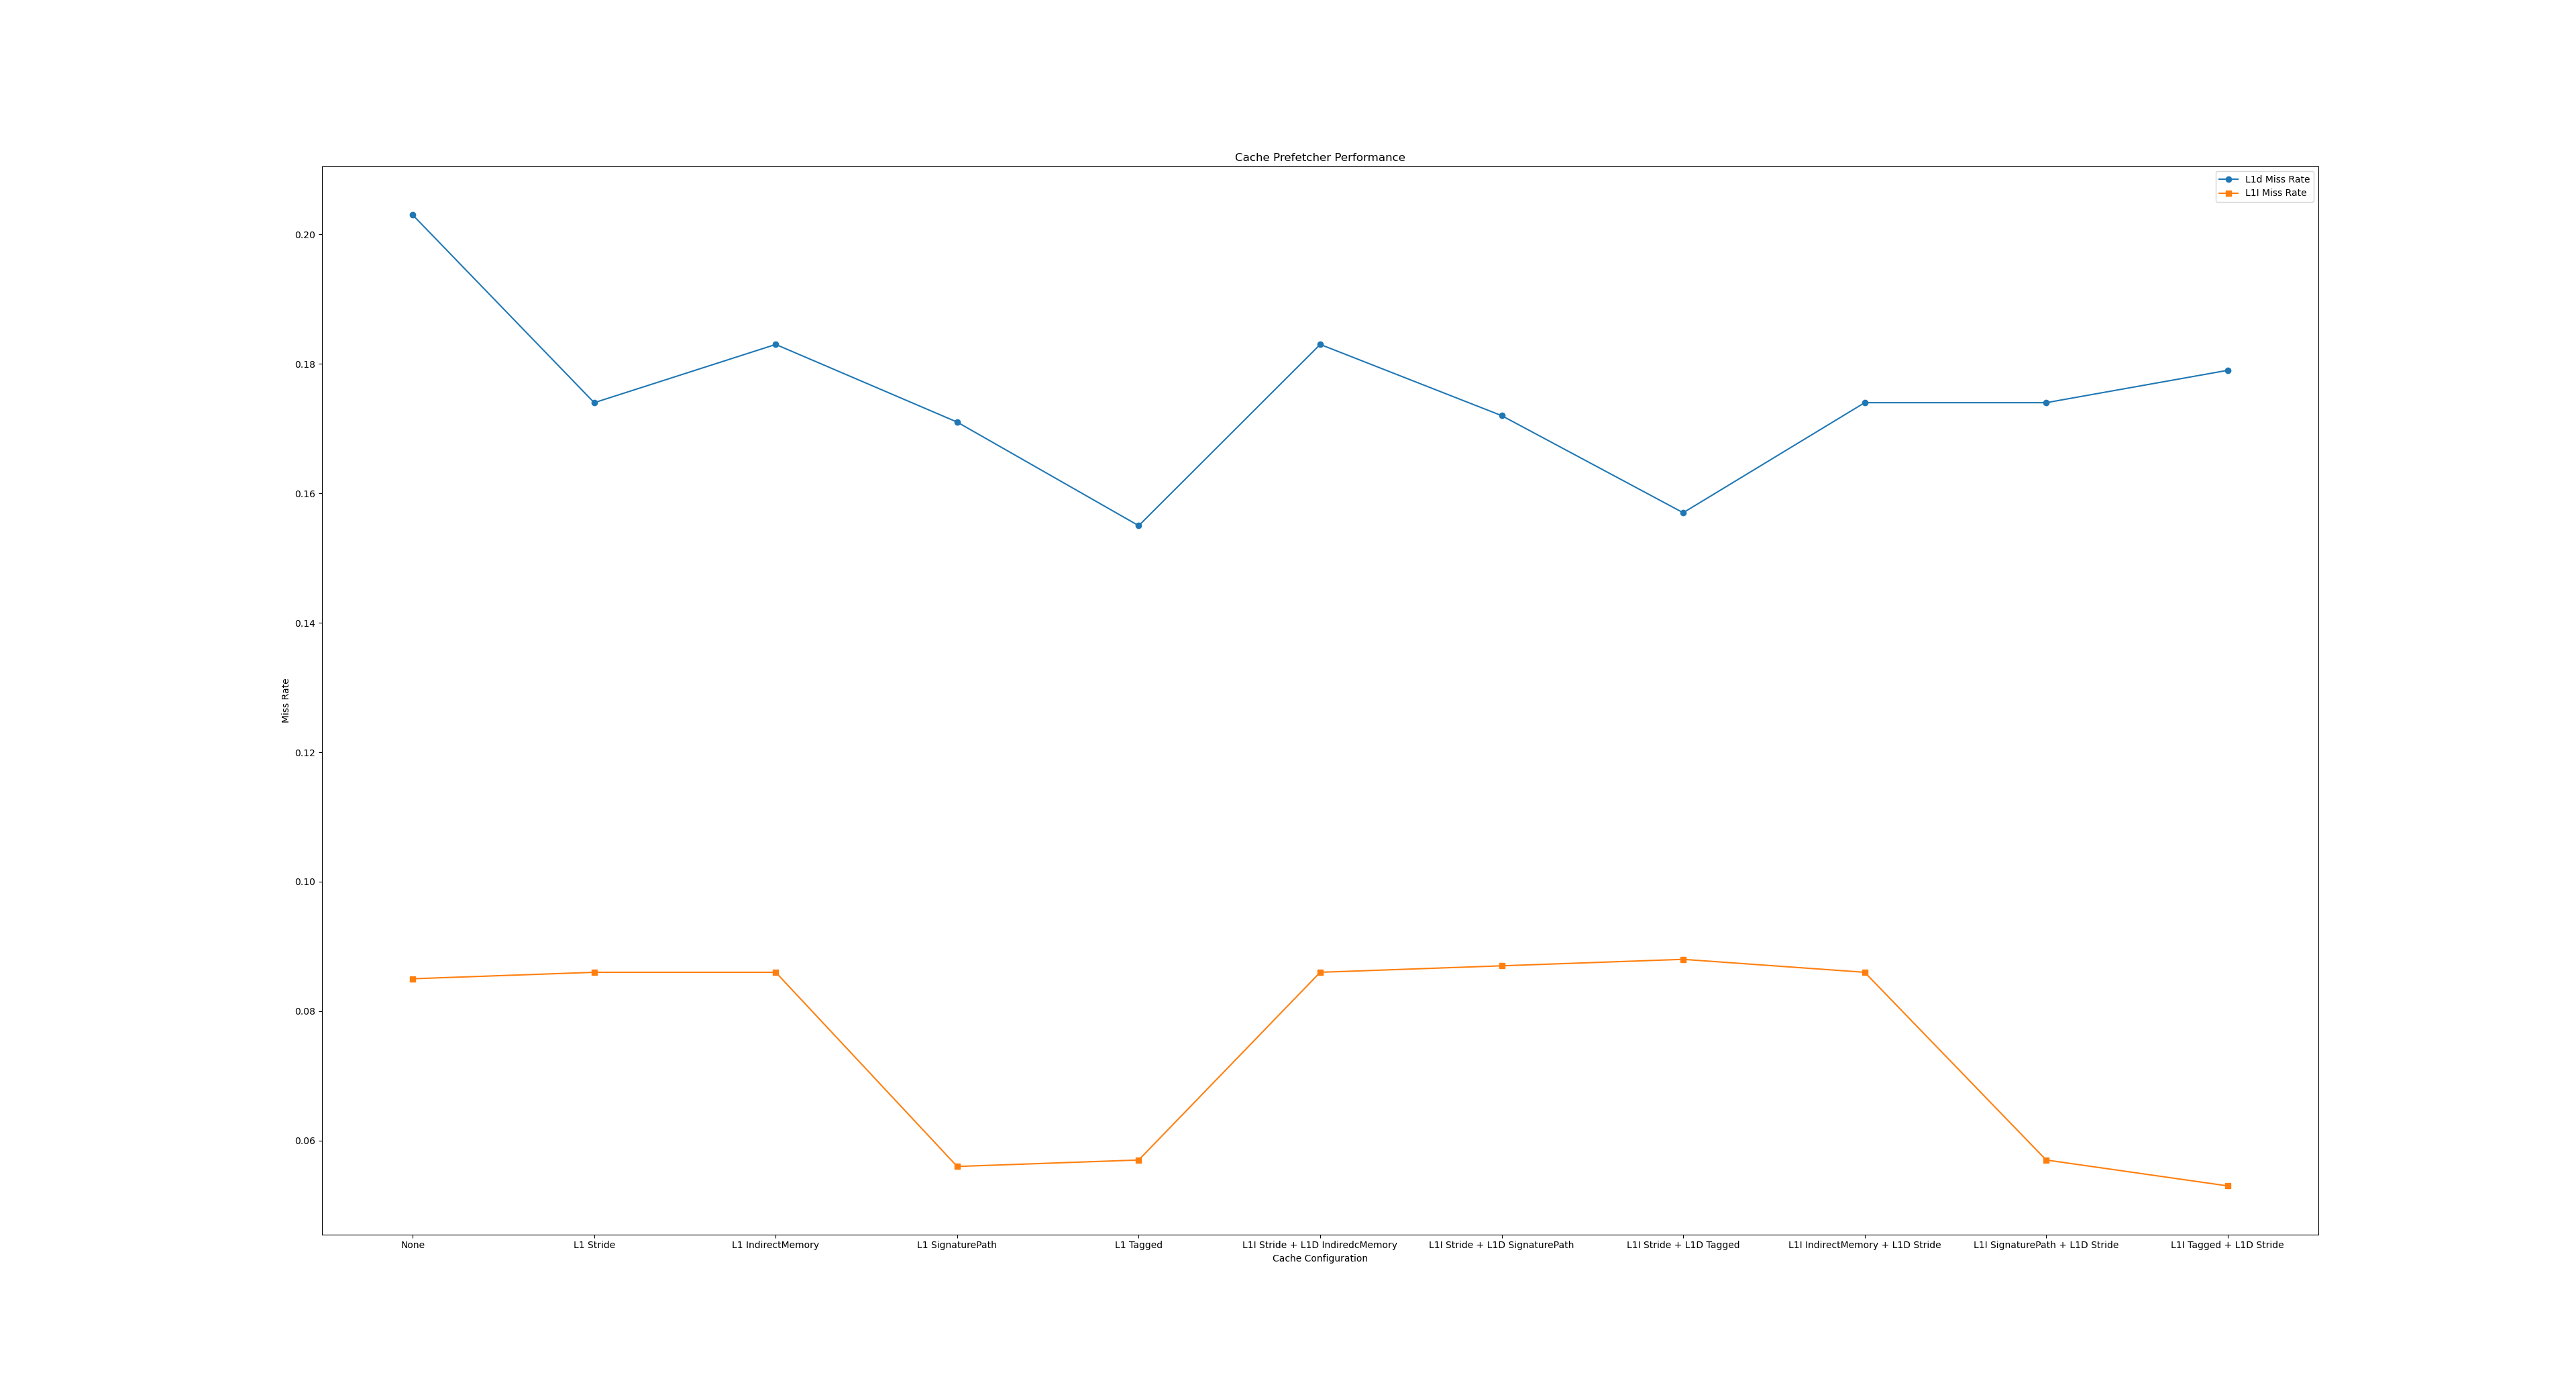 Cache Prefetcher Performance
L1d Miss Rate
L1I Miss Rate
0.20
0.18
0.16
0.14
0.12
0.10
0.08
0.06
Miss Rate
None
L1 Stride
L1 IndirectMemory
L1 SignaturePath
L1 Tagged
L1I Stride + L1D IndiredcMemory
L1I Stride + L1D SignaturePath
L1I Stride + L1D Tagged
L1I IndirectMemory + L1D Stride
L1I SignaturePath + L1D Stride
L1I Tagged + L1D Stride
Cache Configuration